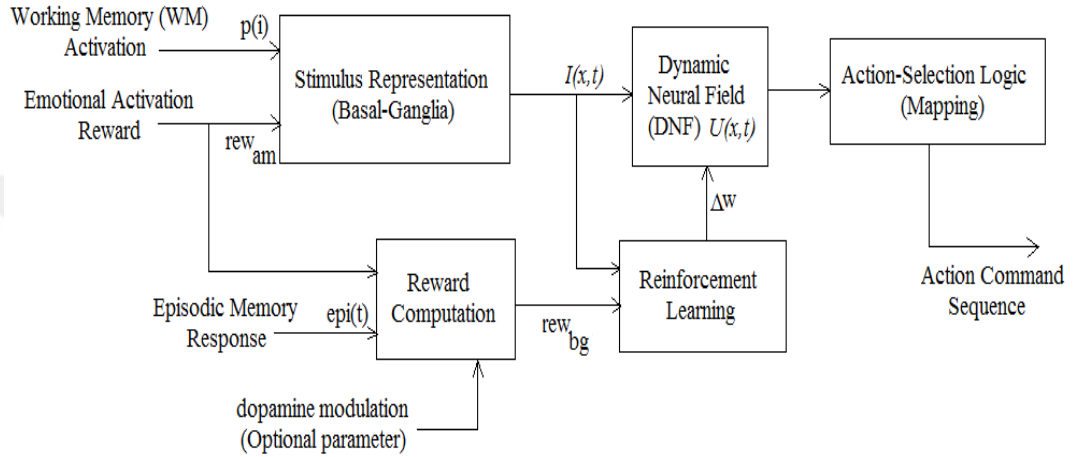 Working Memory (WM)
Activation
p(i)
Emotional Activation
Reward
rew
am
Stimulus Representation
(Basal-Ganglia)
I(x,t)
Dynamic
Neural Field
(DNF) U(x,t)
Action-Selection Logic
(Mapping)
Δw
Action Command
Sequence
Episodic Memory
Response
epi(t)
Reward
Computation
rew
bg
Reinforcement
Learning
dopamine modulation
(Optional parameter)